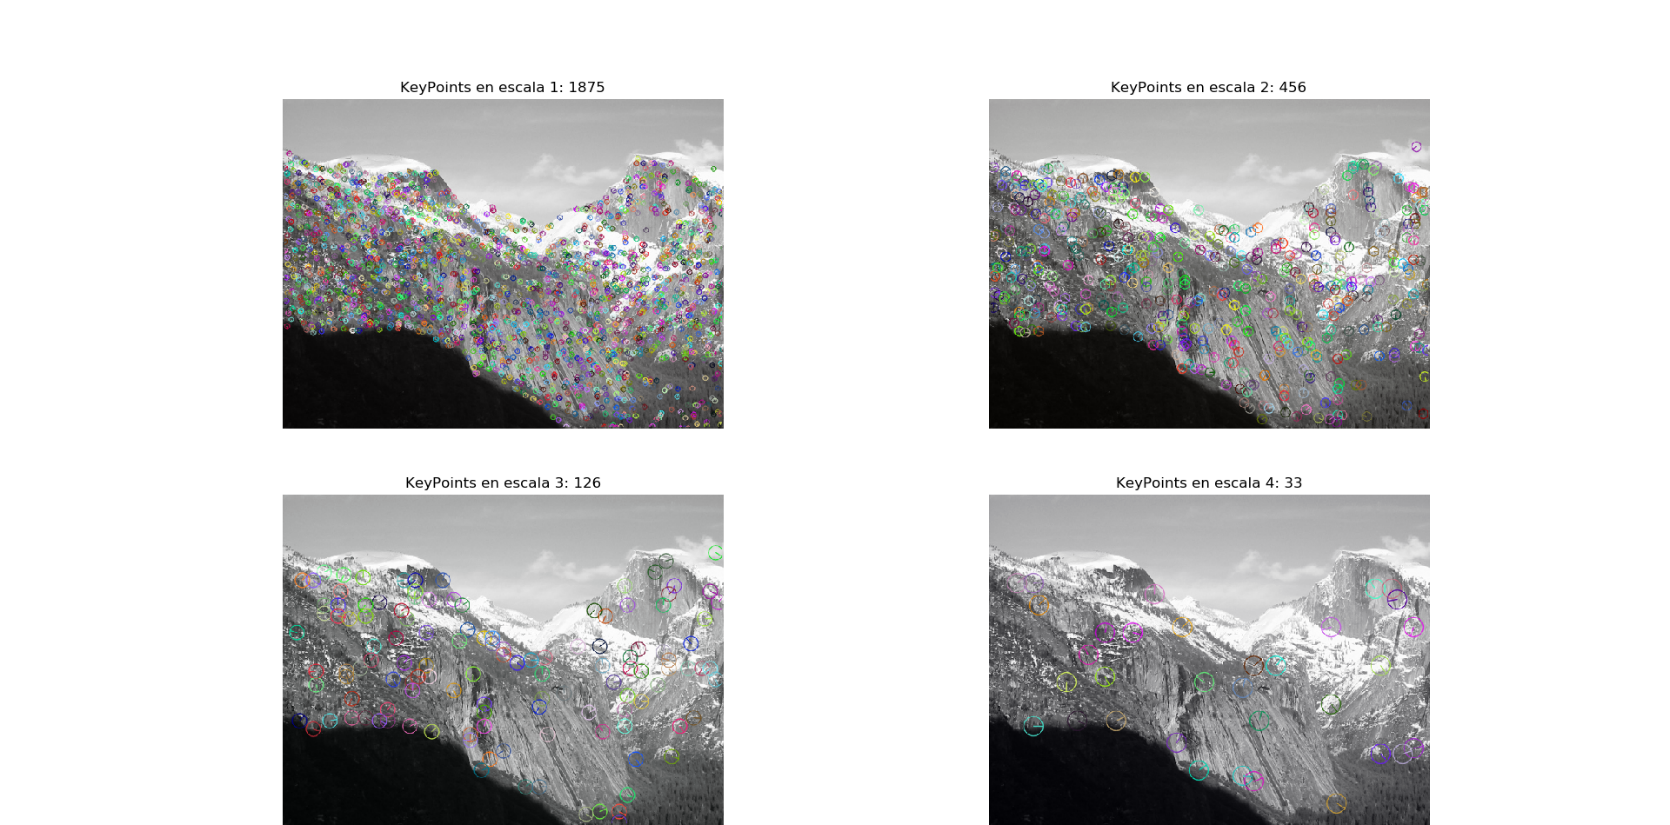 KeyPoints en escala 1: 1875
KeyPoints en escala 2: 456
KeyPoints en escala 3: 126
KeyPoints en escala 4: 33